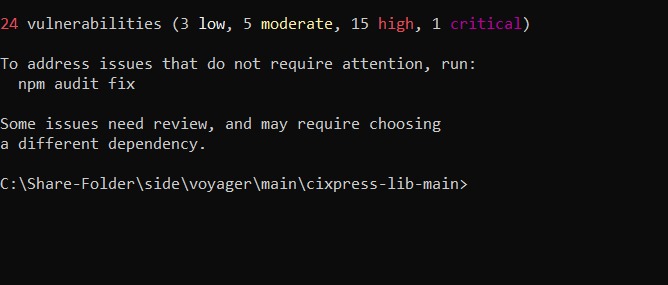 24 vulnerabilities (3 low, 5 moderate, 15 high, 1 critical)
To address issues that do not require attention, run:
npm audit fix
Some issues need review, and may require choosing
a different dependency.
C:\Share-Folder\side\voyager\main\cixpress-lib-main>